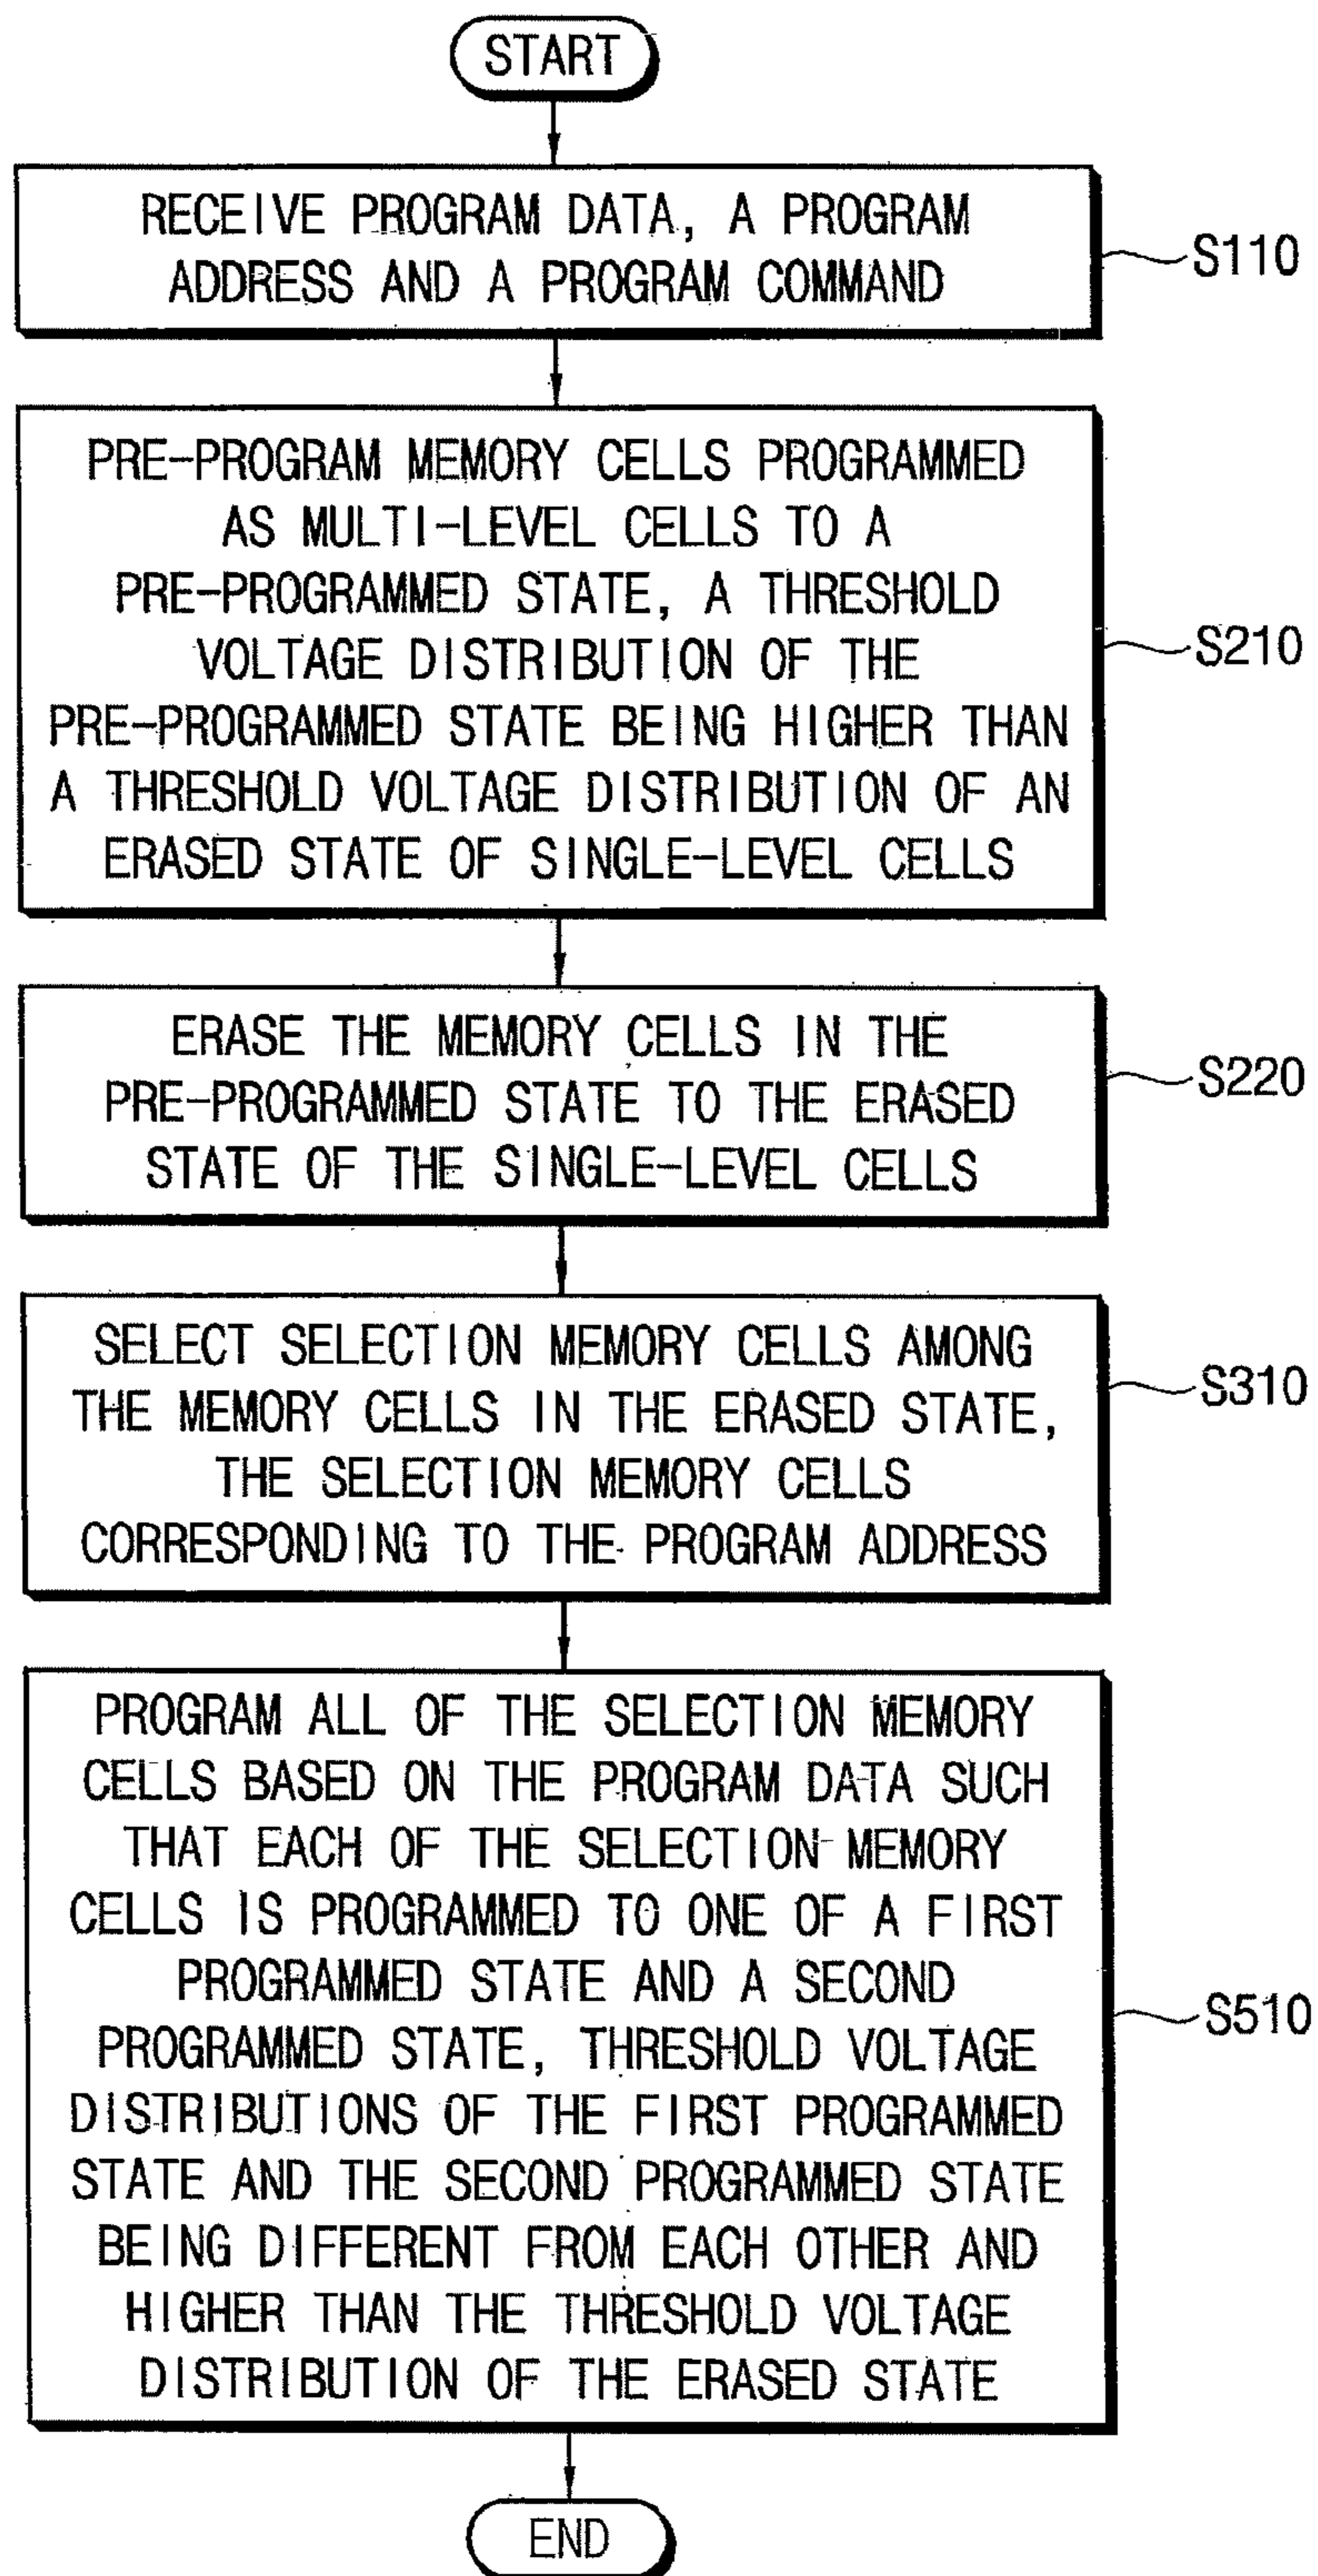 START
RECEIVE PROGRAM DATA, A PROGRAM
ADDRESS AND A PROGRAM COMMAND
S110
PRE-PROGRAM MEMORY CELLS PROGRAMMED
AS MULTI-LEVEL CELLS TO A
PRE-PROGRAMMED STATE, A THRESHOLD
VOLTAGE DISTRIBUTION OF THE
PRE-PROGRAMMED STATE BEING HIGHER THAN
A THRESHOLD VOLTAGE DISTRIBUTION OF AN
ERASED STATE OF SINGLE-LEVEL CELLS
S210
ERASE THE MEMORY CELLS IN THE
PRE-PROGRAMMED STATE TO THE ERASED
STATE OF THE SINGLE-LEVEL CELLS
S220
SELECT SELECTION MEMORY CELLS AMONG
THE MEMORY CELLS IN THE ERASED STATE,
THE SELECTION MEMORY CELLS
CORRESPONDING TO THE PROGRAM ADDRESS
S310
PROGRAM ALL OF THE SELECTION MEMORY
CELLS BASED ON THE PROGRAM DATA SUCH
THAT EACH OF THE SELECTION MEMORY
CELLS IS PROGRAMMED TO ONE OF A FIRST
PROGRAMMED STATE AND A SECOND
PROGRAMMED STATE, THRESHOLD VOLTAGE
DISTRIBUTIONS OF THE FIRST PROGRAMMED
STATE AND THE SECOND PROGRAMMED STATE
BEING DIFFERENT FROM EACH OTHER AND
HIGHER THAN THE THRESHOLD VOLTAGE
DISTRIBUTION OF THE ERASED STATE
S510
END